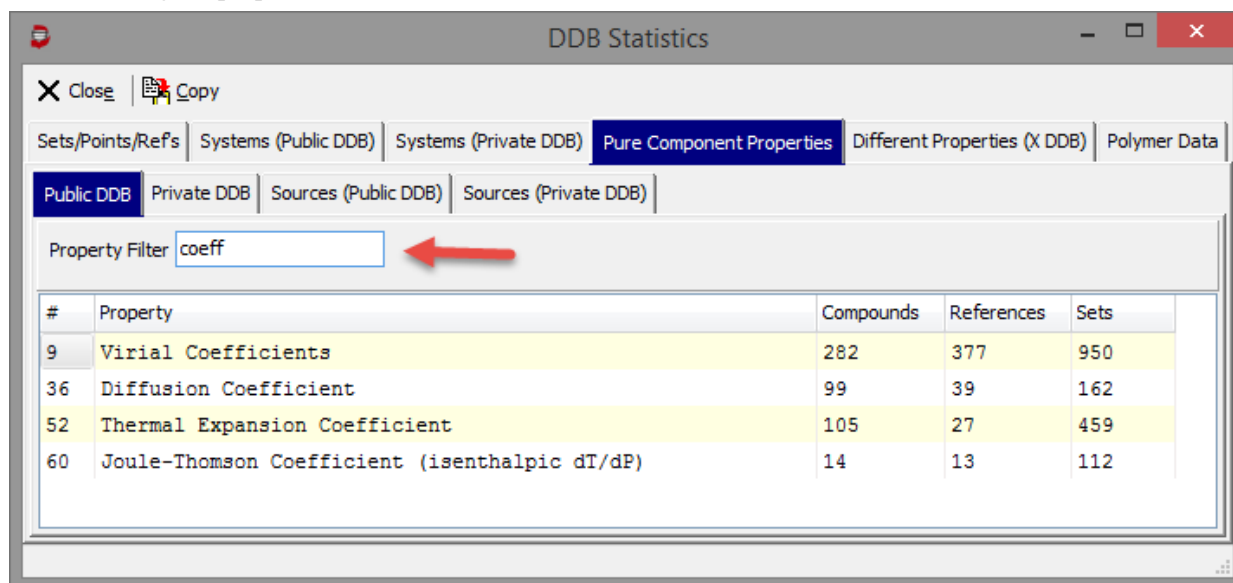 DDB Statistics
Close Copy
Sets/Points/Ref's Systems (Public DDB) Systems (Private DDB) Pure Component Properties Different Properties (X DDB) Polymer Data
Public DDB Private DDB Sources (Public DDB) Sources (Private DDB)
Property Filter coeff
# Property Compounds References Sets
9 Virial Coefficients 282 377 950
36 Diffusion Coefficient 99 39 162
52 Thermal Expansion Coefficient 105 27 459
60 Joule-Thomson Coefficient (isenthalpic dT/dP) 14 13 112